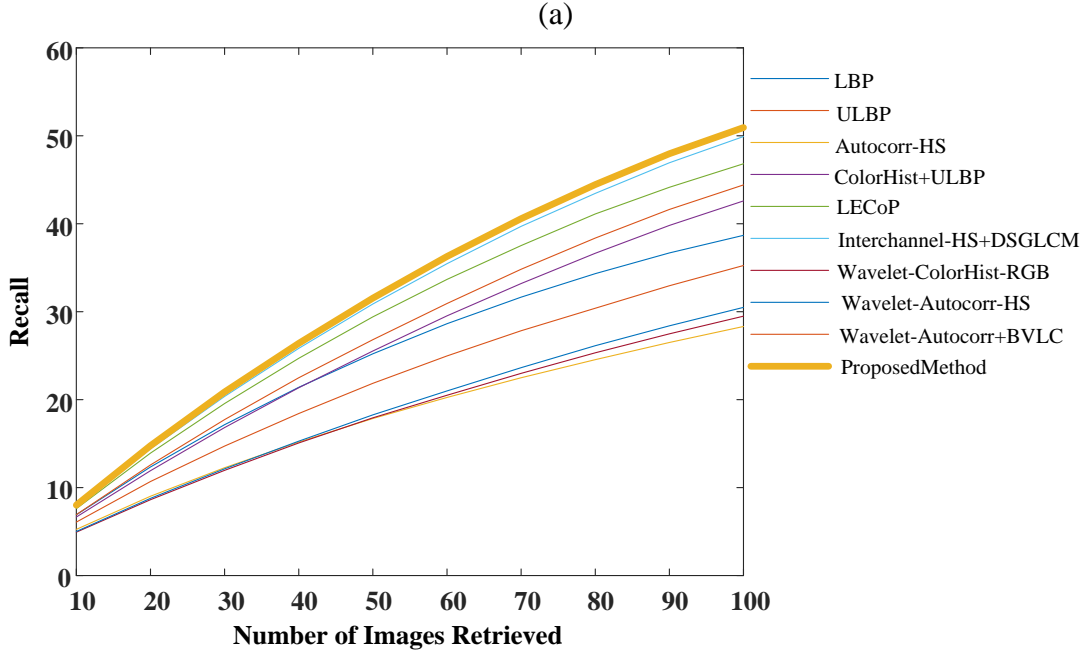 (a)
60
50
40
30
20
10
0
Recall
10 20 30 40 50 60 70 80 90 100
Number of Images Retrieved
LBP
ULBP
Autocorr-HS
ColorHist+ULBP
LECoP
Interchannel-HS+DSGLCM
Wavelet-ColorHist-RGB
Wavelet-Autocorr-HS
Wavelet-Autocorr+BVLC
ProposedMethod